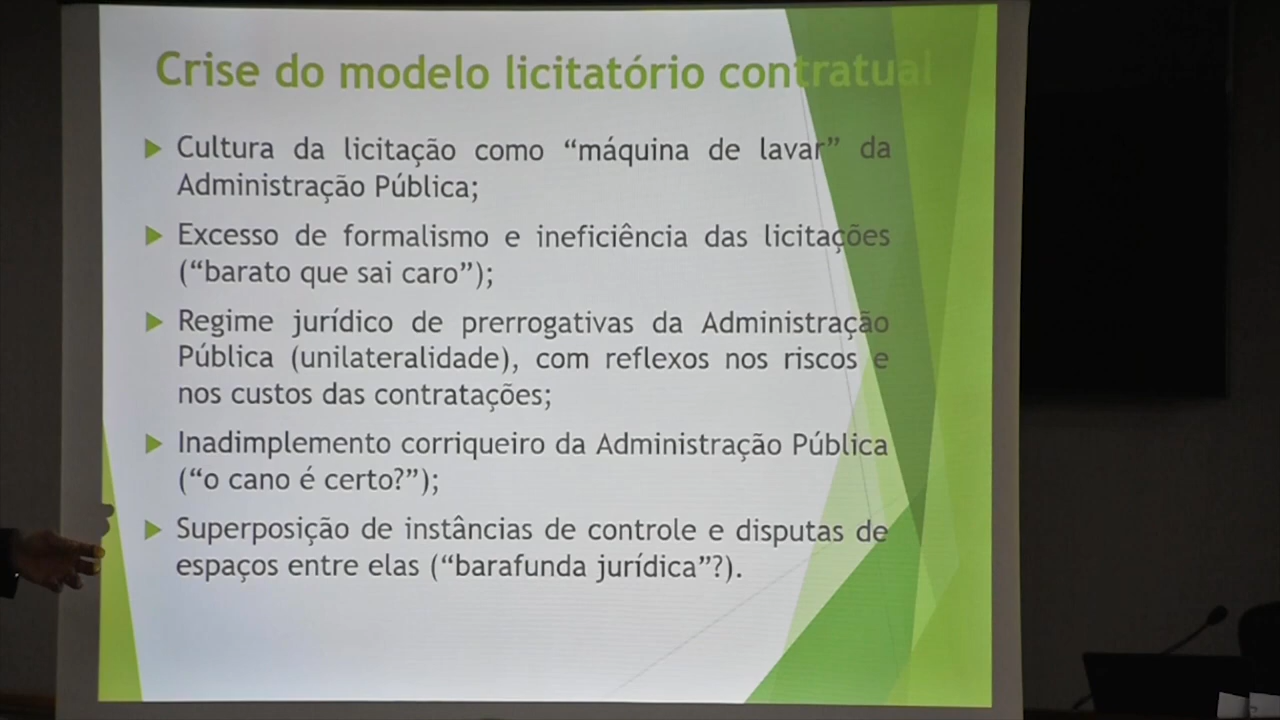 Crise do modelo licitatório contratual
Cultura da licitação como “máquina de lavar” da
Administração Pública;
Excesso de formalismo e ineficiência das licitações
(“barato que sai caro”);
Regime jurídico de prerrogativas da Administração
Pública (unilateralidade), com reflexos nos riscos e
nos custos das contratações;
Inadimplemento corriqueiro da Administração Pública
(“o cano é certo?”);
Superposição de instâncias de controle e disputas de
espaços entre elas (“barafunda jurídica”?).